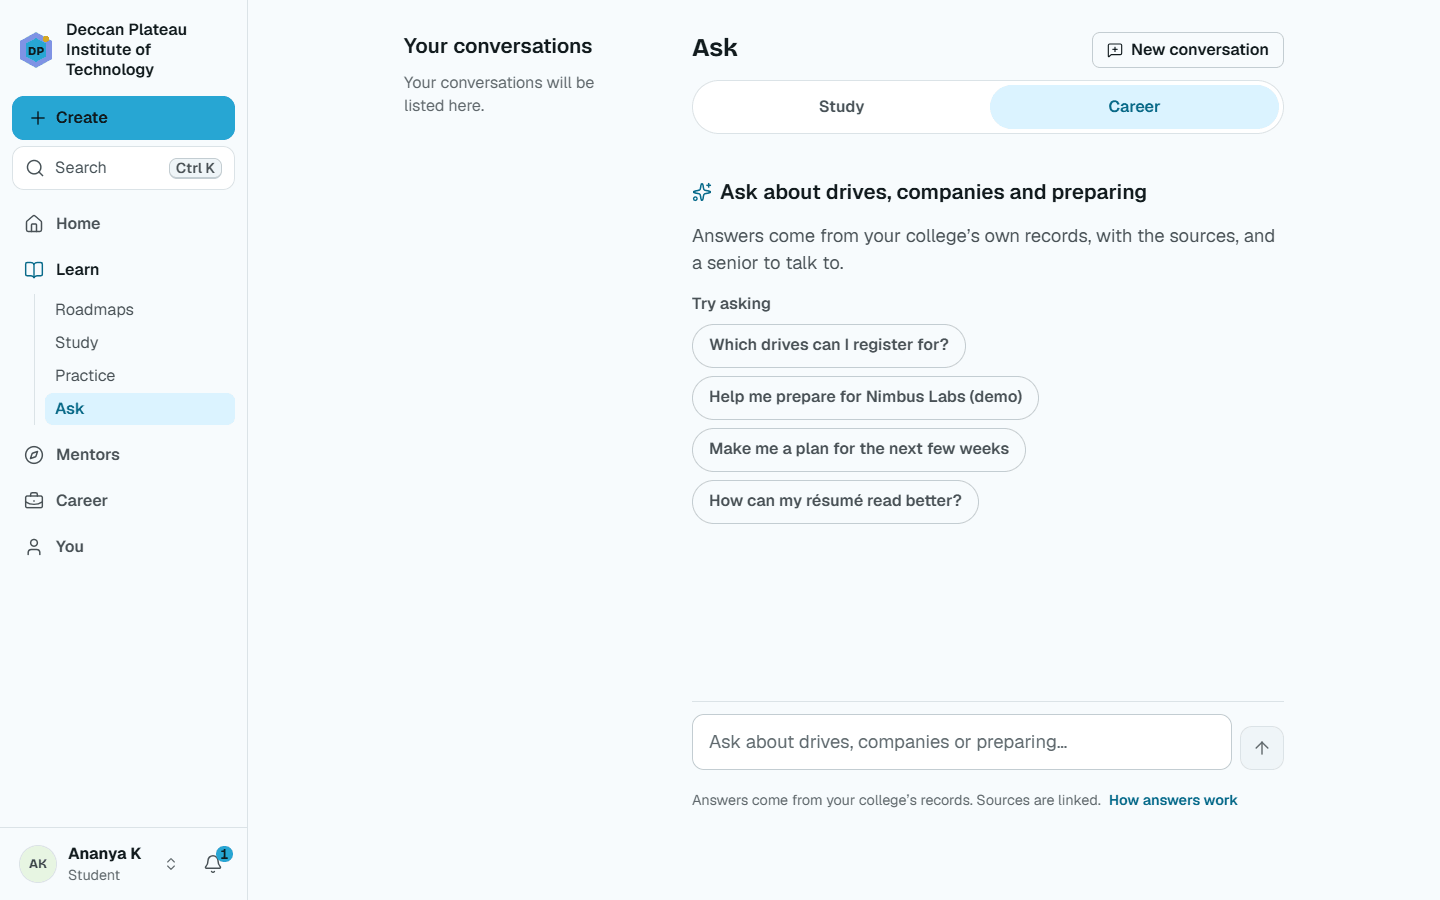 DP
Deccan Plateau
Institute of
Technology
Create
Search
Ctrl K
Home
Learn
Roadmaps
Study
Practice
Ask
Mentors
Career
You
AK
Ananya K
Student
1
Your conversations
Your conversations will be
listed here.
Ask
New conversation
Study
Career
Ask about drives, companies and preparing
Answers come from your college’s own records, with the sources, and
a senior to talk to.
Try asking
Which drives can I register for?
Help me prepare for Nimbus Labs (demo)
Make me a plan for the next few weeks
How can my résumé read better?
Ask about drives, companies or preparing…
Answers come from your college’s records. Sources are linked. How answers work